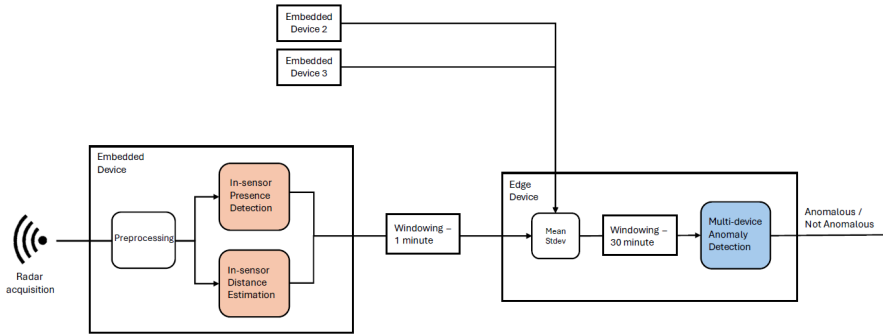 Embedded
Device 2
Embedded
Device 3
Embedded
Device
In-sensor
Presence
Detection
Preprocessing
In-sensor
Distance
Estimation
Radar
acquisition
Windowing –
1 minute
Edge
Device
Mean
Stdev
Windowing –
30 minute
Multi-device
Anomaly
Detection
Anomalous /
Not Anomalous